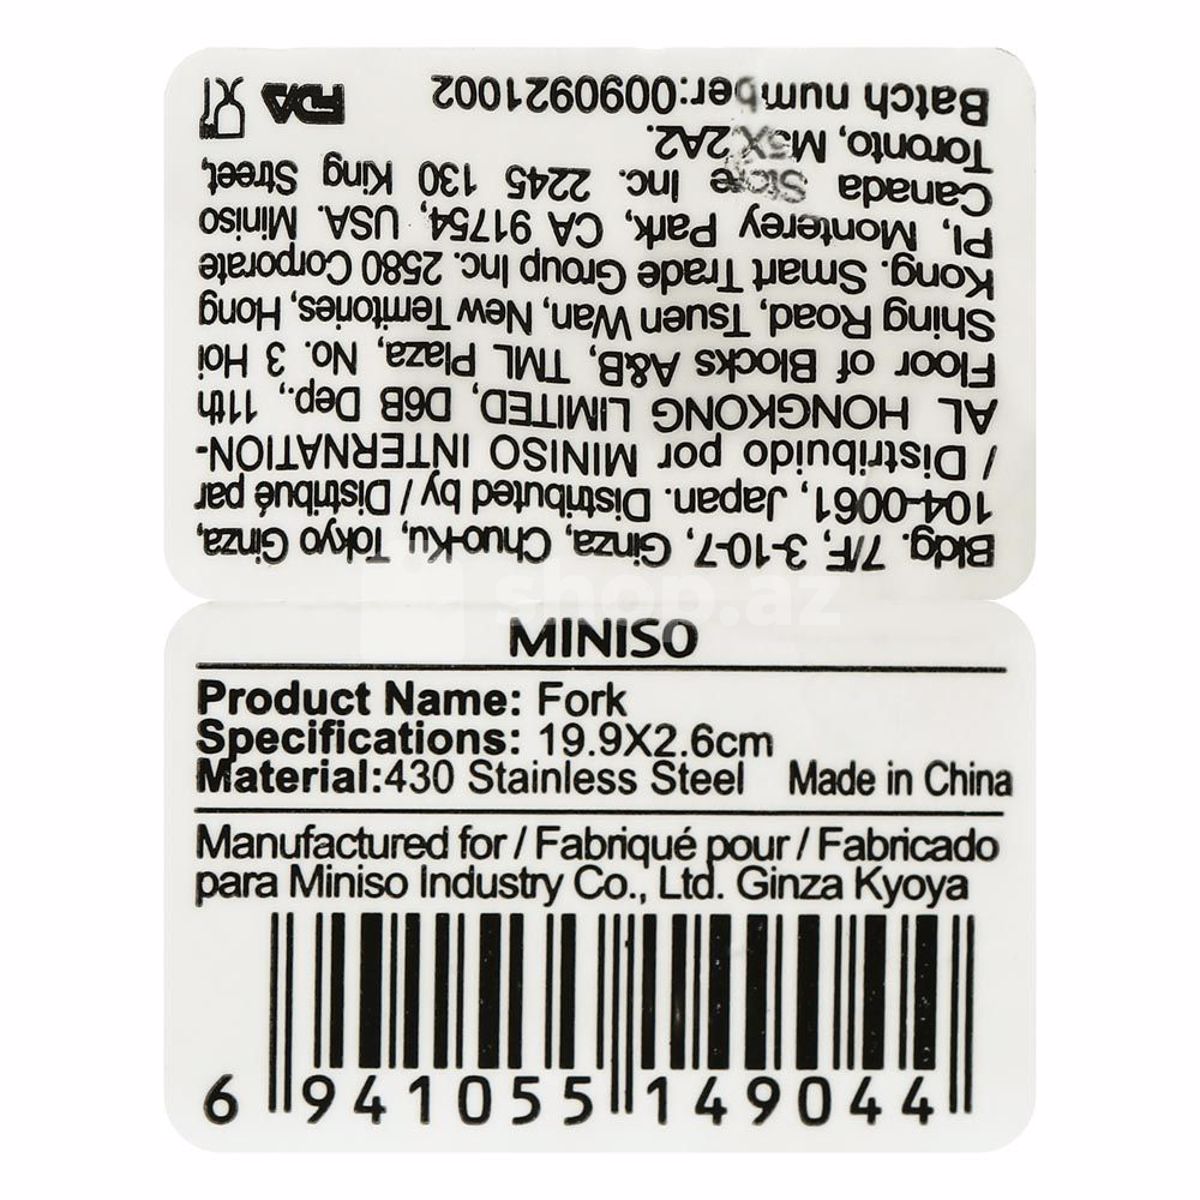 MINISO
Product Name: Fork
Specifications: 19.9X2.6cm
Material:430 Stainless Steel Made in China
Manufactured for / Fabriqué pour / Fabricado
para Miniso Industry Co., Ltd. Ginza Kyoya
6 941055 149044
Bldg. 7/F, 3-10-7, Ginza, Chuo-Ku, Tokyo Ginza,
104-0061, Japan. Distributed by / Distribué par
/ Distribuido por MINISO INTERNATION-
AL HONGKONG LIMITED, D6B Dep., 11th
Floor of Blocks A&B, TML Plaza, No. 3 Hoi
Shing Road, Tsuen Wan, New Territories, Hong
Kong. Smart Trade Group Inc. 2580 Corporate
Pl, Monterey Park, CA 91754, USA. Miniso
Canada Store Inc. 2245 130 King Street,
Toronto, M5X 2A2.
Batch number:0090921002
FDA
shop.az